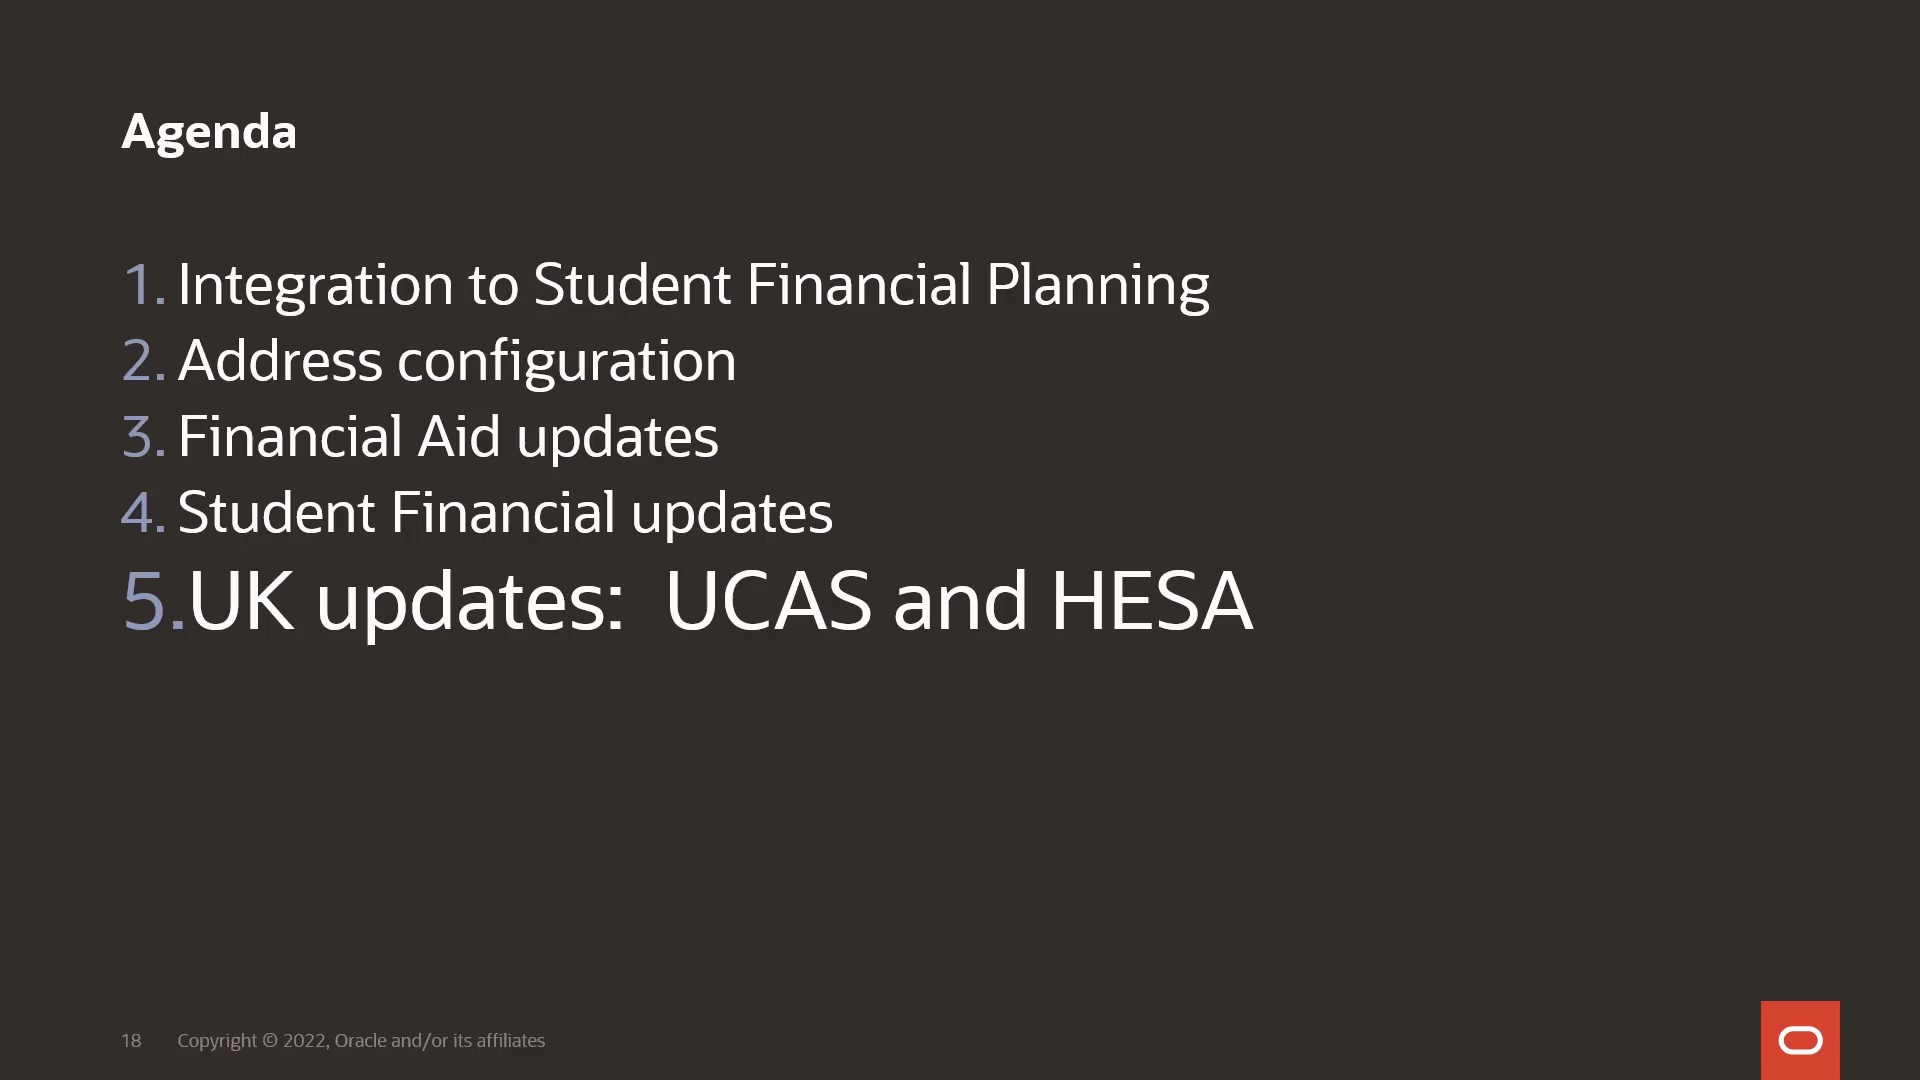 Agenda
1. Integration to Student Financial Planning
2. Address configuration
3. Financial Aid updates
4. Student Financial updates
5. UK updates:  UCAS and HESA
18 Copyright © 2022, Oracle and/or its affiliates